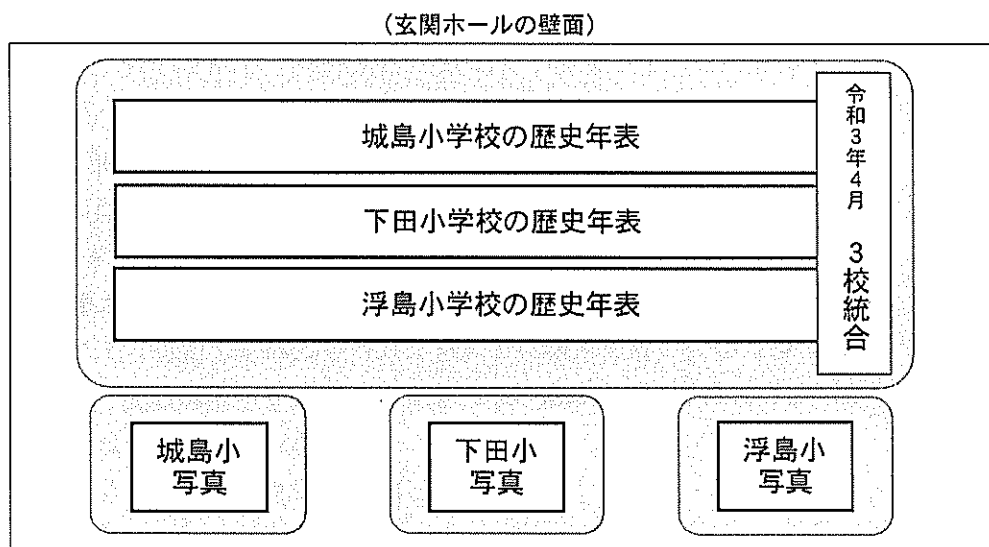 （玄関ホールの壁面）
城島小学校の歴史年表
下田小学校の歴史年表
浮島小学校の歴史年表
令和3年4月　3校統合
城島小
写真
下田小
写真
浮島小
写真